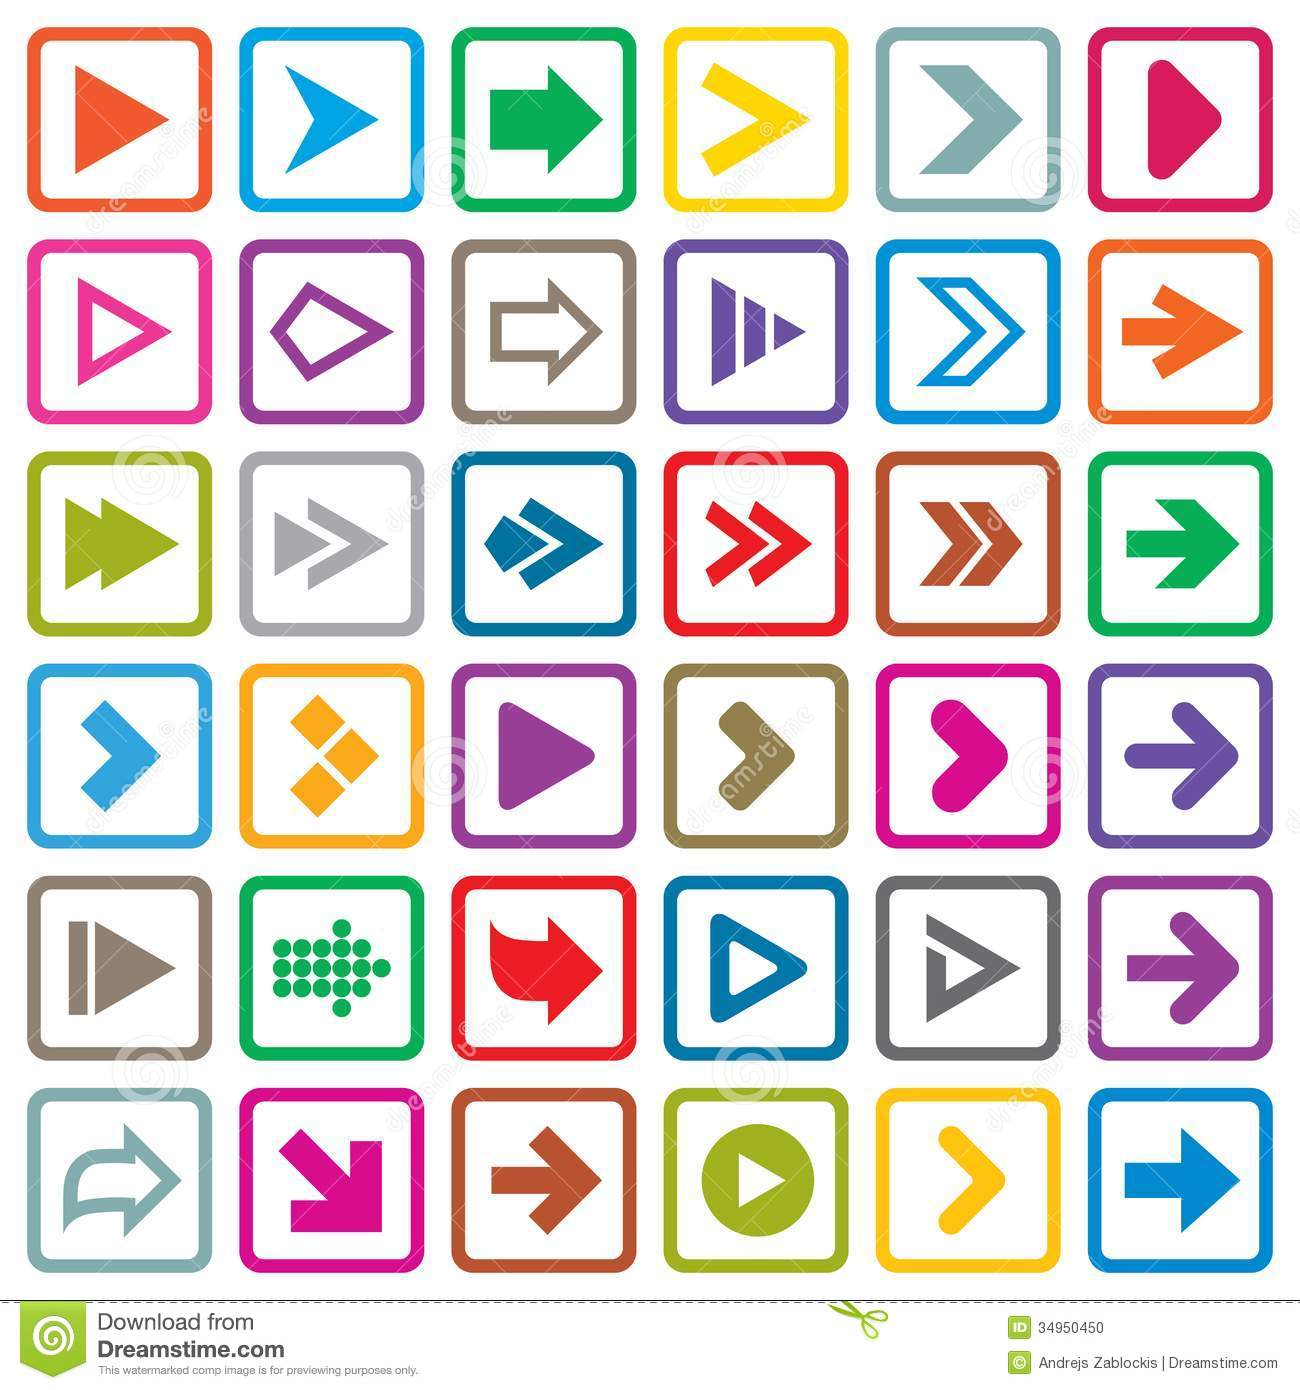 Download from
Dreamstime.com
This watermarked comp image is for previewing purposes only.
ID 34950450
© Andrejs Zablockis | Dreamstime.com